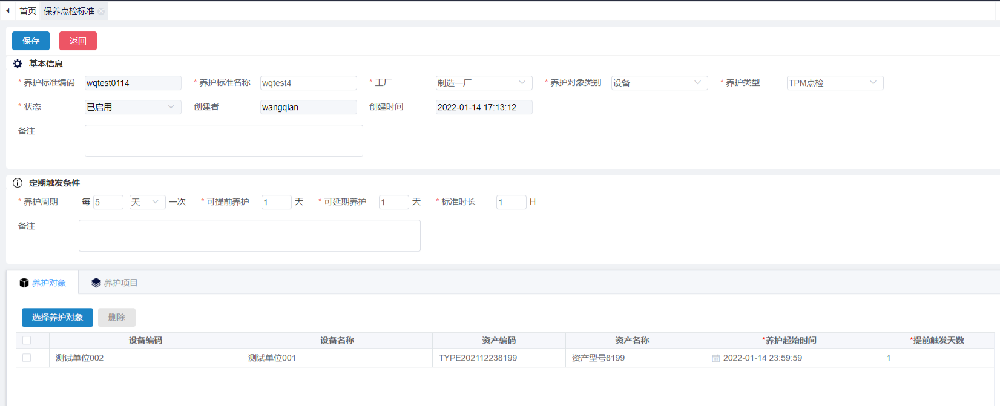 首页 保养点检标准
保存 返回
基本信息
* 养护标准编码 wqtest0114 * 养护标准名称 wqtest4 * 工厂 制造一厂 * 养护对象类别 设备 * 养护类型 TPM点检
* 状态 已启用 创建者 wangqian 创建时间 2022-01-14 17:13:12
备注
定期触发条件
* 养护周期 每 5 天 一次 * 可提前养护 1 天 * 可延期养护 1 天 * 标准时长 1 H
备注
养护对象 养护项目
选择养护对象 删除
设备编码 设备名称 资产编码 资产名称 *养护起始时间 *提前触发天数
测试单位002 测试单位001 TYPE202112238199 资产型号8199 2022-01-14 23:59:59 1